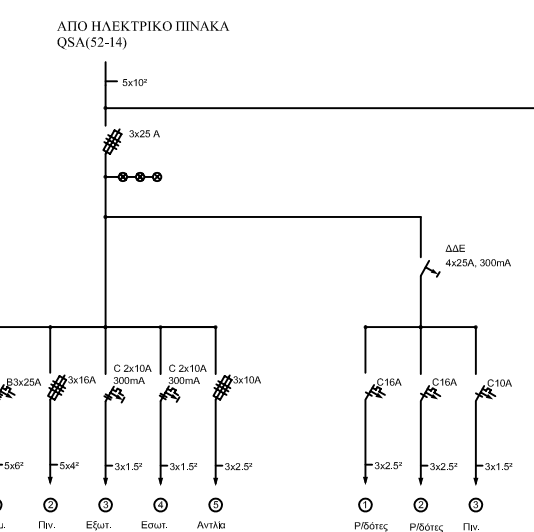 ΑΠΟ ΗΛΕΚΤΡΙΚΟ ΠΙΝΑΚΑ
QSA(52-14)
5x10²
3x25 A
ΔΔΕ
4x25A, 300mA
B3x25A
3x16A
C 2x10A
300mA
C 2x10A
300mA
3x10A
C16A
C16A
C10A
5x6²
5x4²
3x1.5²
3x1.5²
3x2.5²
3x2.5²
3x2.5²
3x1.5²
2
3
4
5
1
2
3
μ.
Πιν.
Εξωτ.
Εσωτ.
Αντλία
Ρ/δότες
Ρ/δότες
Πιν.